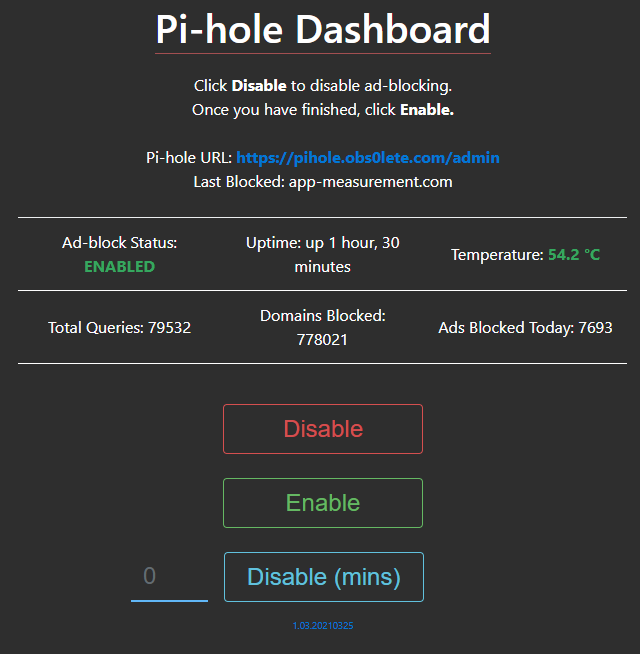 Pi-hole Dashboard
Click Disable to disable ad-blocking.
Once you have finished, click Enable.
Pi-hole URL: https://pihole.obs0lete.com/admin
Last Blocked: app-measurement.com
Ad-block Status:
ENABLED
Uptime: up 1 hour, 30
minutes
Temperature: 54.2 °C
Total Queries: 79532
Domains Blocked:
778021
Ads Blocked Today: 7693
Disable
Enable
0
Disable (mins)
1.03.20210325